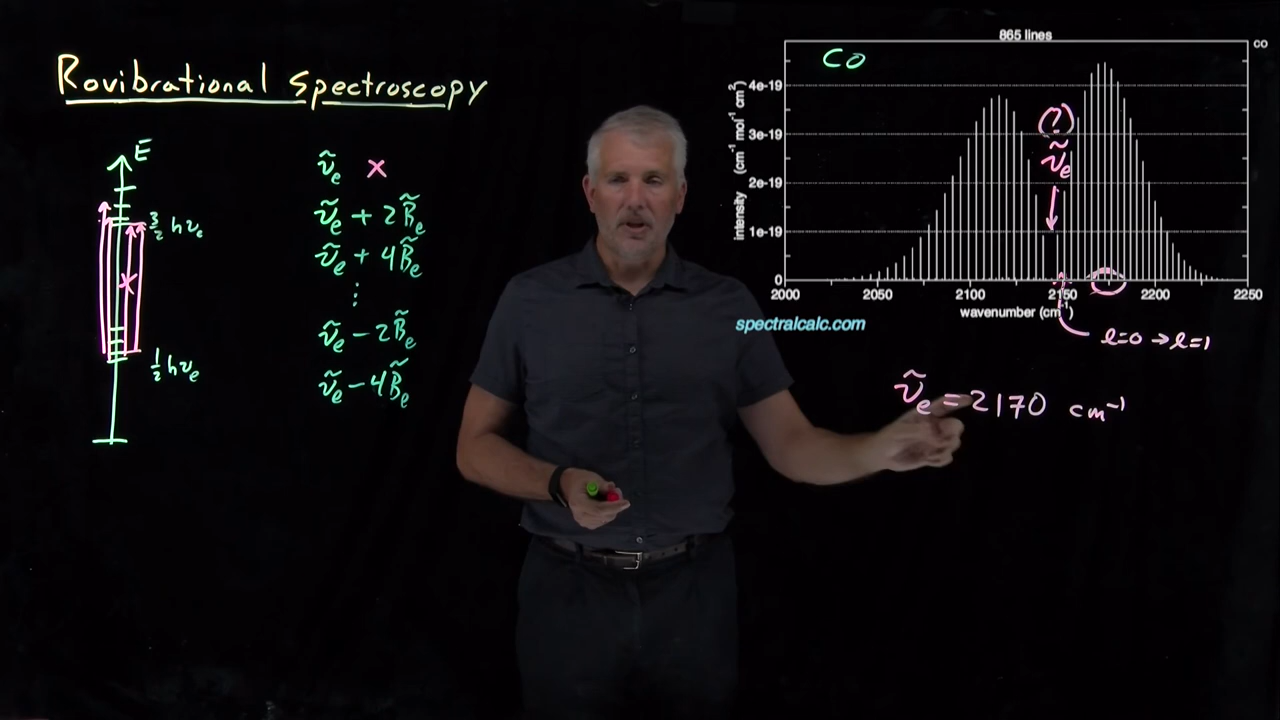 Rovibrational Spectroscopy
E
3/2 hν_e
1/2 hν_e
ν̃_e ×
ν̃_e + 2B̃_e
ν̃_e + 4B̃_e
⋮
ν̃_e − 2B̃_e
ν̃_e − 4B̃_e
865 lines
CO
CO
(?)
ν̃_e
intensity (cm⁻¹ mol⁻¹ cm²)
4e-19
3e-19
2e-19
1e-19
0
2000 2050 2100 2150 2200 2250
wavenumber (cm⁻¹)
spectralcalc.com
ℓ=0 → ℓ=1
ν̃_e = 2170 cm⁻¹